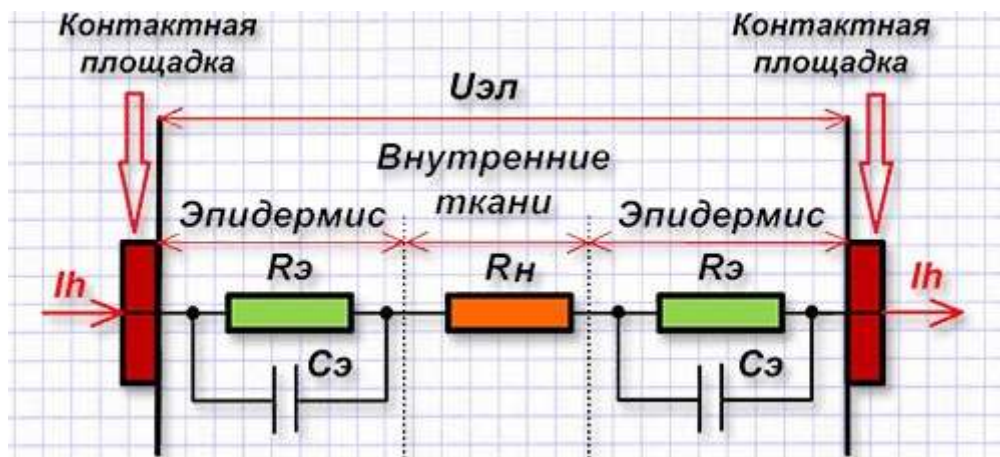 Контактная
площадка
Контактная
площадка
Uэл
Внутренние
ткани
Эпидермис
Эпидермис
Rэ
Rн
Rэ
Ih
Ih
Cэ
Cэ